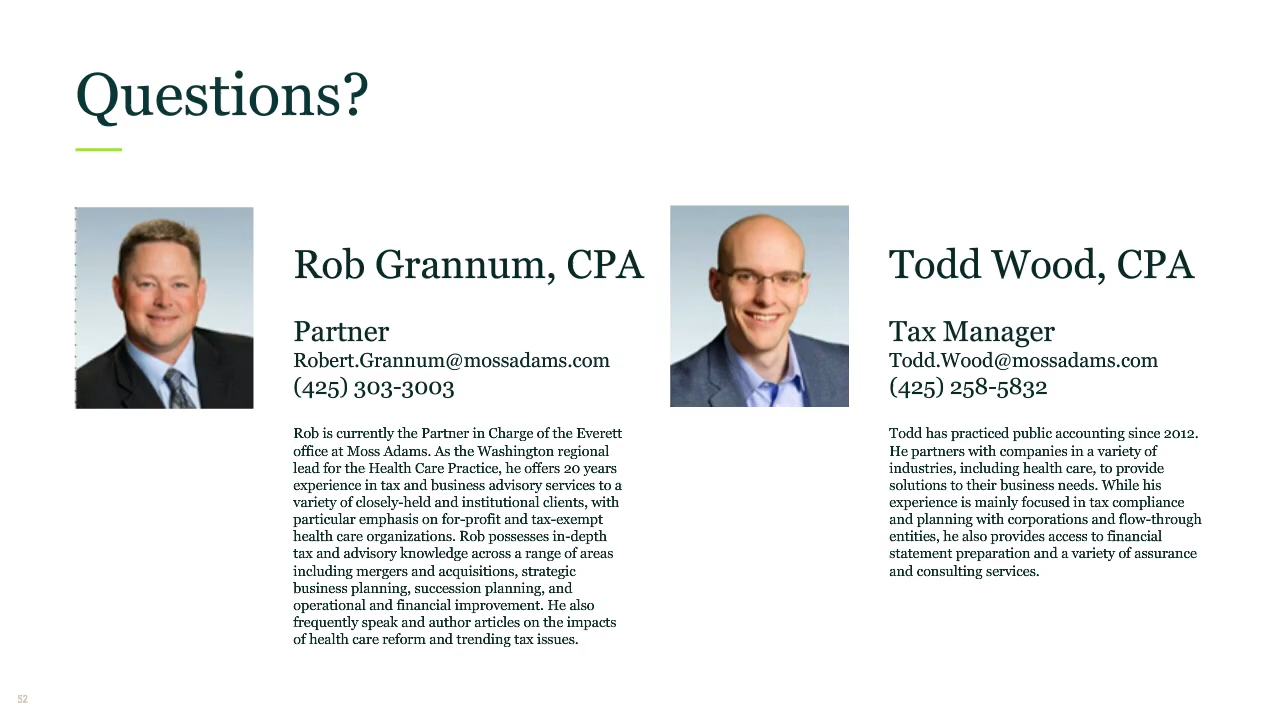 Questions?
Rob Grannum, CPA
Partner
Robert.Grannum@mossadams.com
(425) 303-3003
Rob is currently the Partner in Charge of the Everett
office at Moss Adams. As the Washington regional
lead for the Health Care Practice, he offers 20 years
experience in tax and business advisory services to a
variety of closely-held and institutional clients, with
particular emphasis on for-profit and tax-exempt
health care organizations. Rob possesses in-depth
tax and advisory knowledge across a range of areas
including mergers and acquisitions, strategic
business planning, succession planning, and
operational and financial improvement. He also
frequently speak and author articles on the impacts
of health care reform and trending tax issues.
Todd Wood, CPA
Tax Manager
Todd.Wood@mossadams.com
(425) 258-5832
Todd has practiced public accounting since 2012.
He partners with companies in a variety of
industries, including health care, to provide
solutions to their business needs. While his
experience is mainly focused in tax compliance
and planning with corporations and flow-through
entities, he also provides access to financial
statement preparation and a variety of assurance
and consulting services.
52